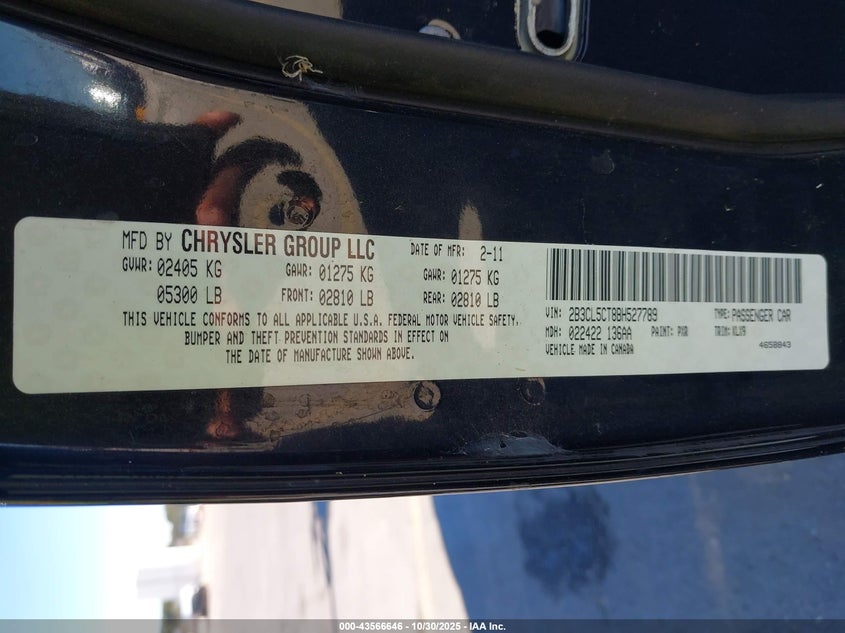 MFD BY CHRYSLER GROUP LLC
DATE OF MFR: 2-11
GVWR: 02405 KG GAWR: 01275 KG GAWR: 01275 KG
05300 LB FRONT: 02810 LB REAR: 02810 LB
THIS VEHICLE CONFORMS TO ALL APPLICABLE U.S.A. FEDERAL MOTOR VEHICLE SAFETY,
BUMPER AND THEFT PREVENTION STANDARDS IN EFFECT ON
THE DATE OF MANUFACTURE SHOWN ABOVE.
VIN: 2B3CL5CT8BH527789 TYPE: PASSENGER CAR
MDH: 022422 136AA PAINT: PXR TRIM: KLX9
VEHICLE MADE IN CANADA 4658843
000-43566646 - 10/30/2025 - IAA Inc.